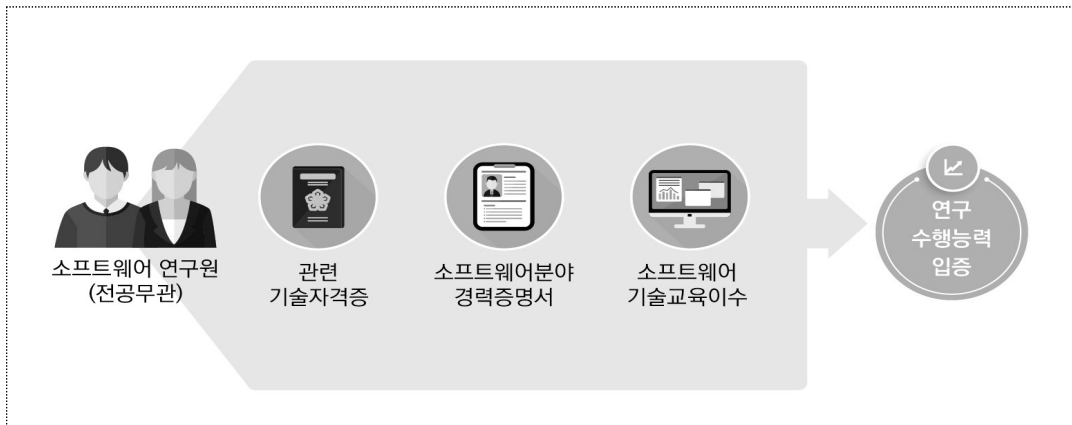 소프트웨어 연구원
(전공무관)
관련
기술자격증
소프트웨어분야
경력증명서
소프트웨어
기술교육이수
연구
수행능력
입증